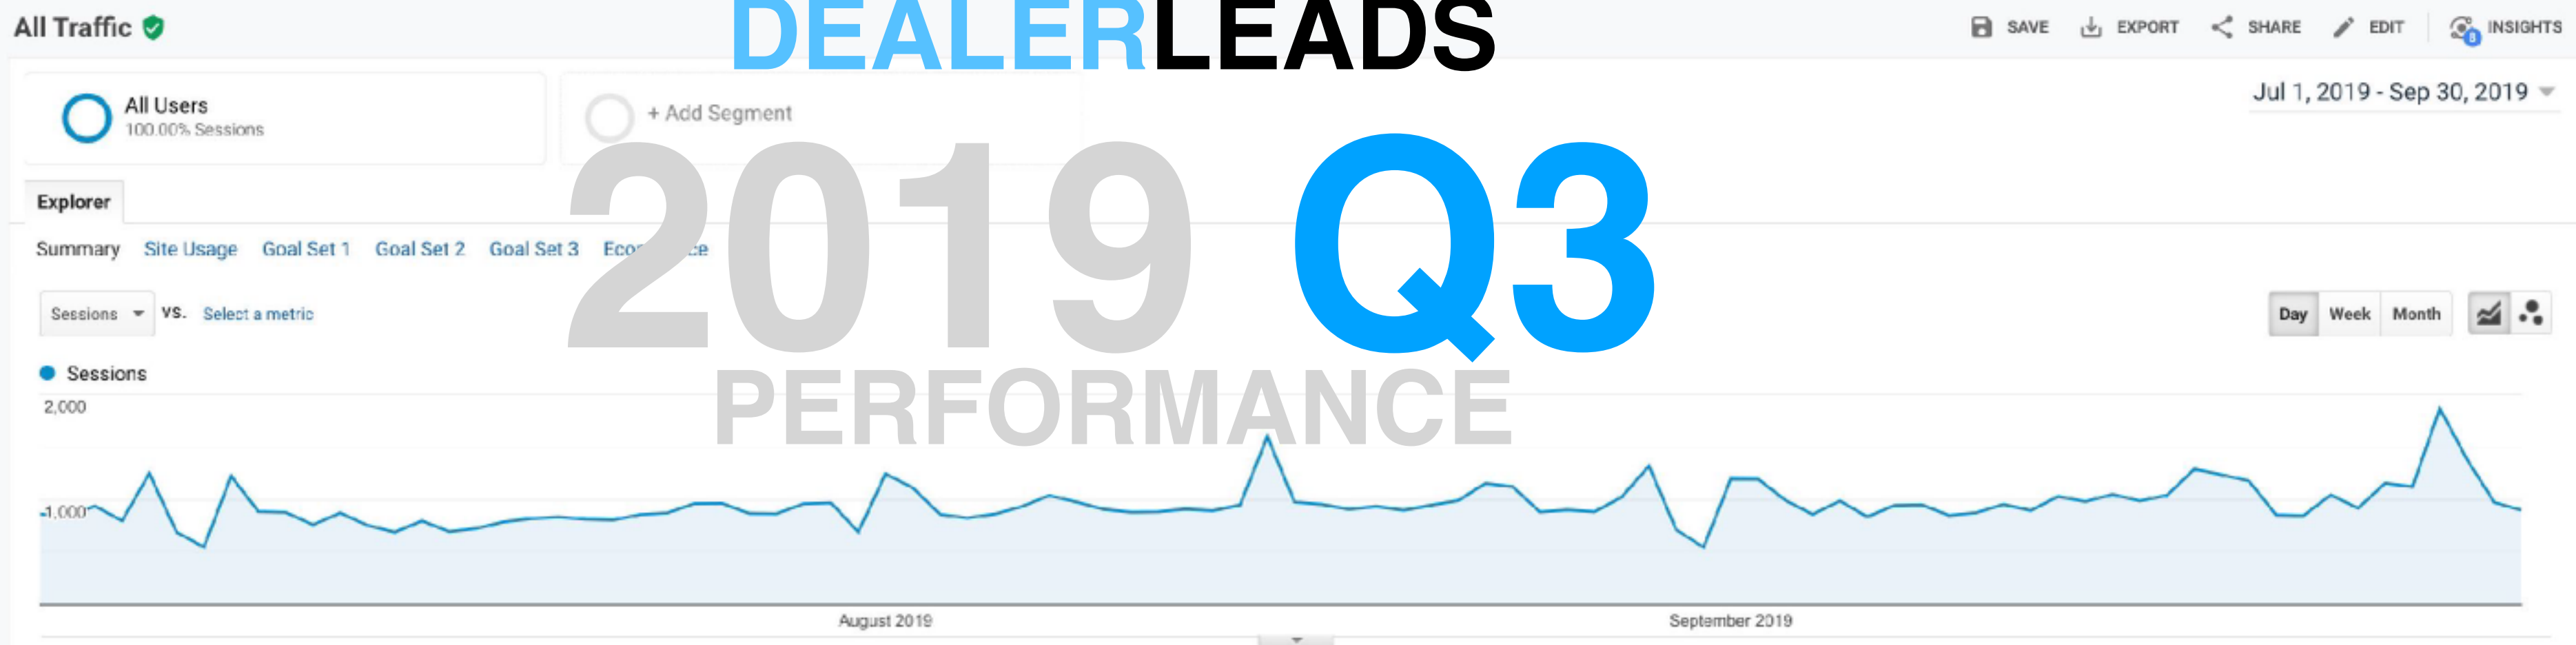 All Traffic
DEALERLEADS
SAVE EXPORT SHARE EDIT 8 INSIGHTS
All Users
100.00% Sessions
+ Add Segment
Jul 1, 2019 - Sep 30, 2019
2019 Q3
Explorer
Summary Site Usage Goal Set 1 Goal Set 2 Goal Set 3
Sessions VS. Select a metric
Day Week Month
PERFORMANCE
Sessions
2,000
1,000
August 2019 September 2019